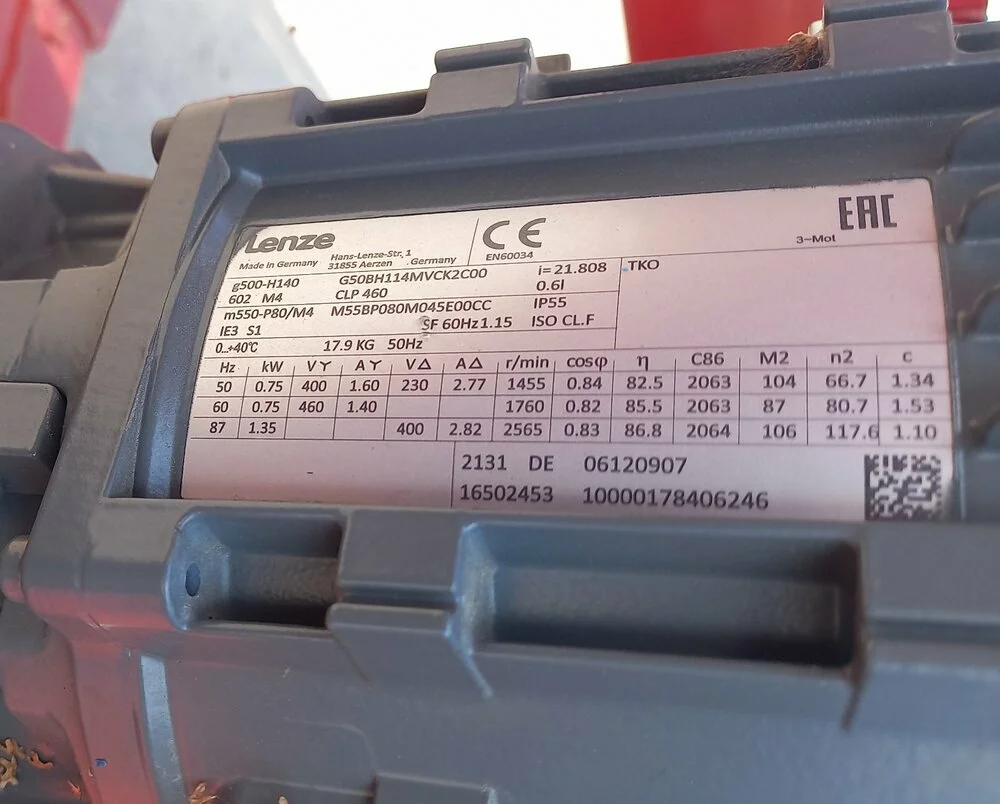 Lenze
Made in Germany
Hans-Lenze-Str. 1
31855 Aerzen Germany
CE
EN60034
EAC
3~Mot
g500-H140 G50BH114MVCK2C00 i= 21.808
602 M4 CLP 460 0.6l
TKO
m550-P80/M4 M55BP080M045E00CC IP55
IE3 S1 SF 60Hz 1.15 ISO CL.F
0..+40°C 17.9 KG 50Hz
Hz kW VY AY V△ A△ r/min cosφ η C86 M2 n2 c
50 0.75 400 1.60 230 2.77 1455 0.84 82.5 2063 104 66.7 1.34
60 0.75 460 1.40 1760 0.82 85.5 2063 87 80.7 1.53
87 1.35 400 2.82 2565 0.83 86.8 2064 106 117.6 1.10
2131 DE 06120907
16502453 10000178406246